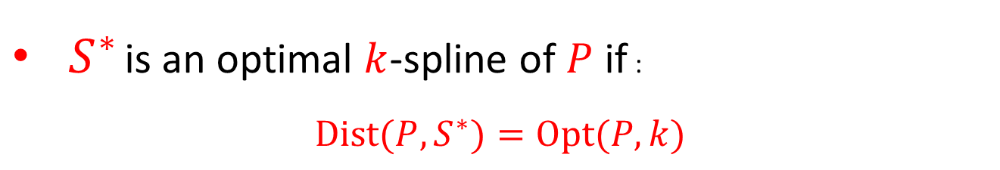 • S* is an optimal k-spline of P if :
Dist(P, S*) = Opt(P, k)